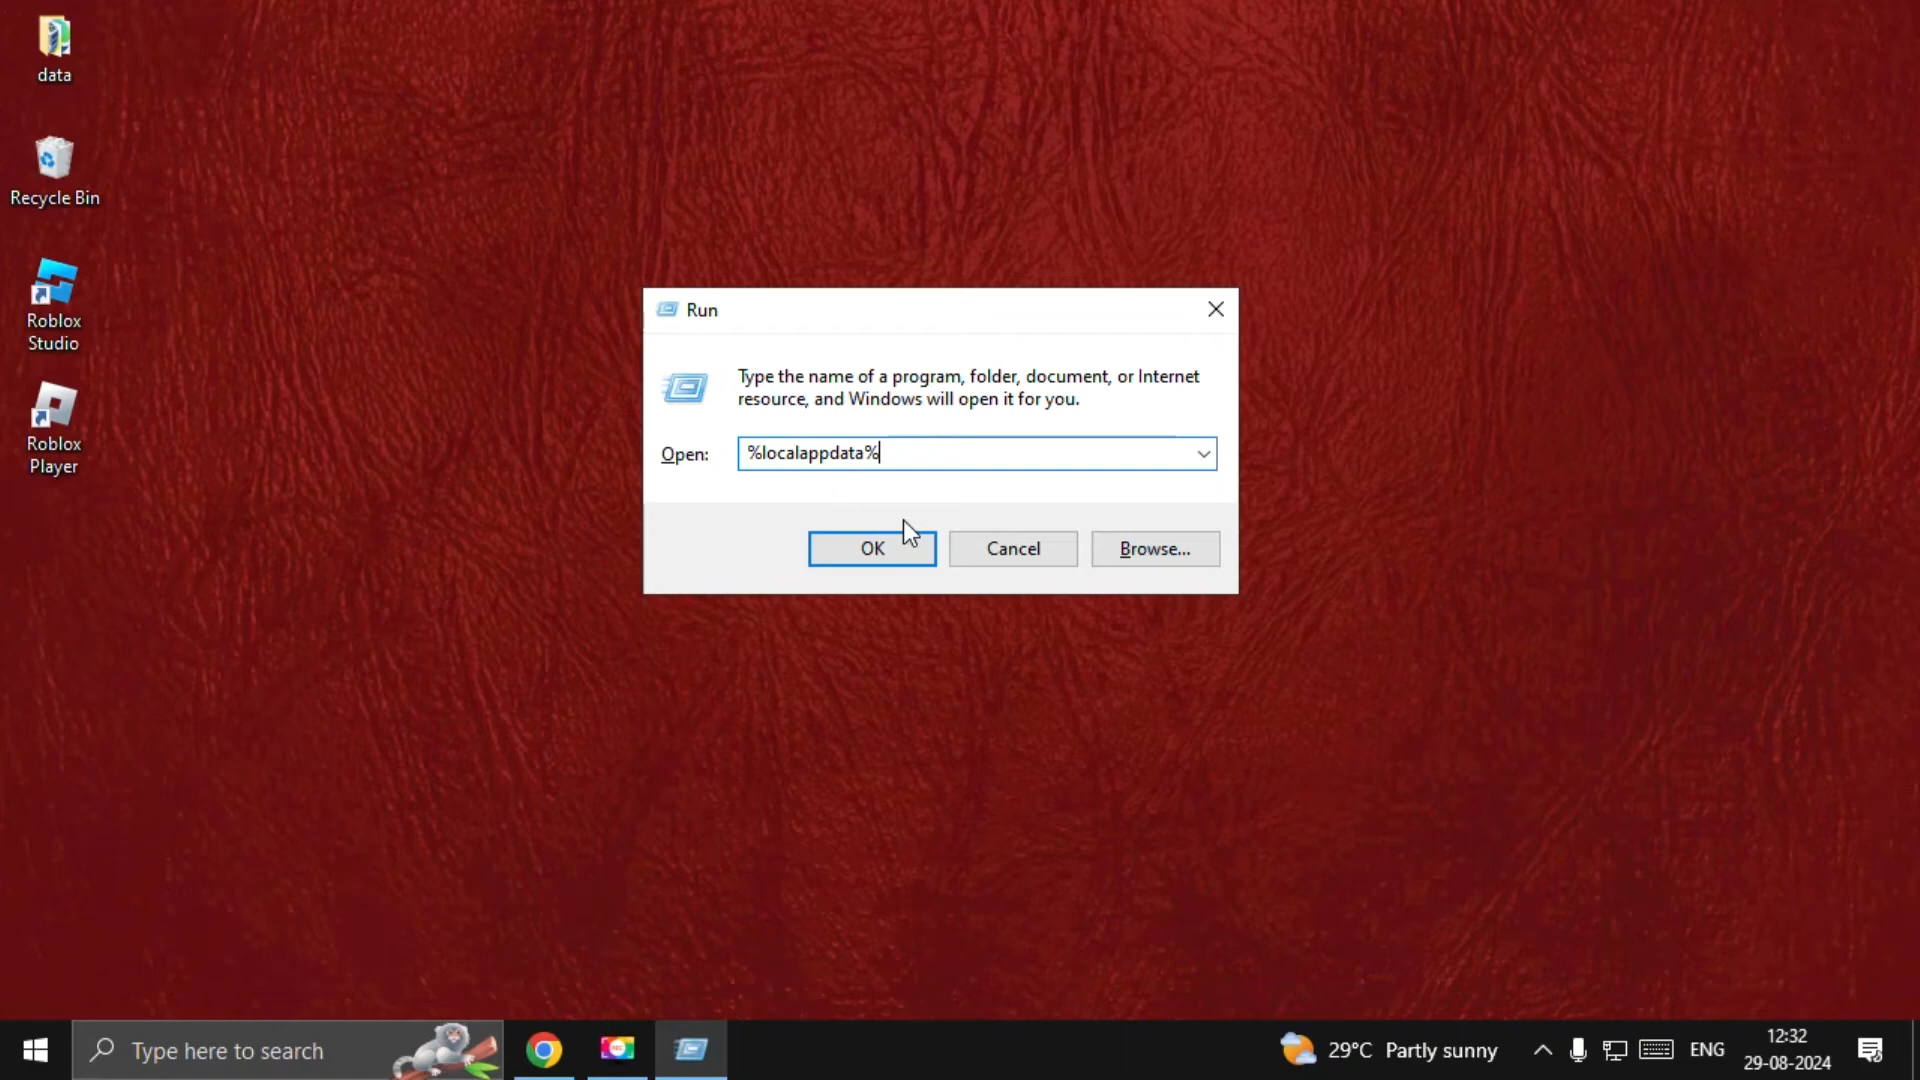 data
Recycle Bin
Roblox
Studio
Roblox
Player
Run
Type the name of a program, folder, document, or Internet
resource, and Windows will open it for you.
Open: %localappdata%
OK Cancel Browse...
Type here to search
29°C Partly sunny
ENG
12:32
29-08-2024